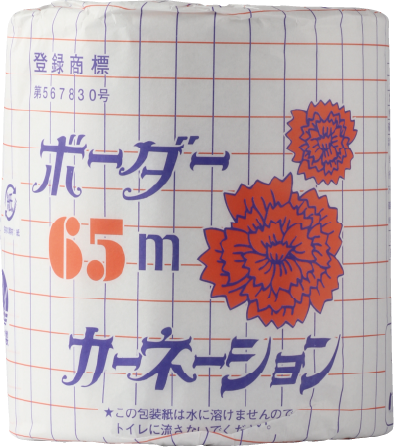 登録商標
第567830号
ボーダー
65m
カーネーション
★この包装紙は水に溶けませんので
トイレに流さないでください。